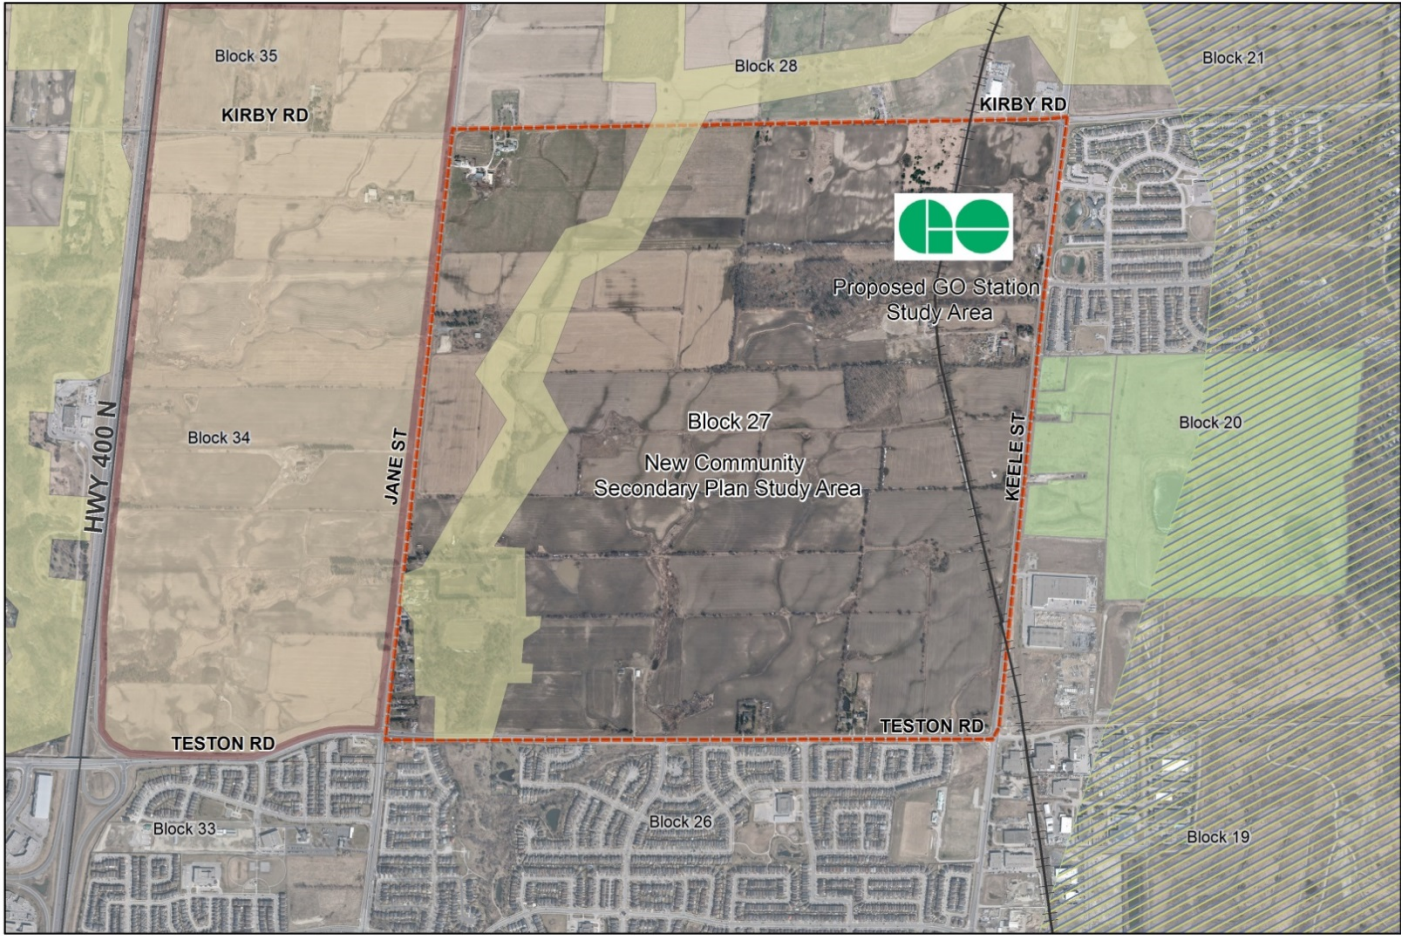 Block 35
Block 28
Block 21
KIRBY RD
KIRBY RD
GO
Proposed GO Station
Study Area
Block 27
New Community
Secondary Plan Study Area
Block 34
Block 20
HWY 400 N
JANE ST
KEELE ST
TESTON RD
TESTON RD
Block 33
Block 26
Block 19